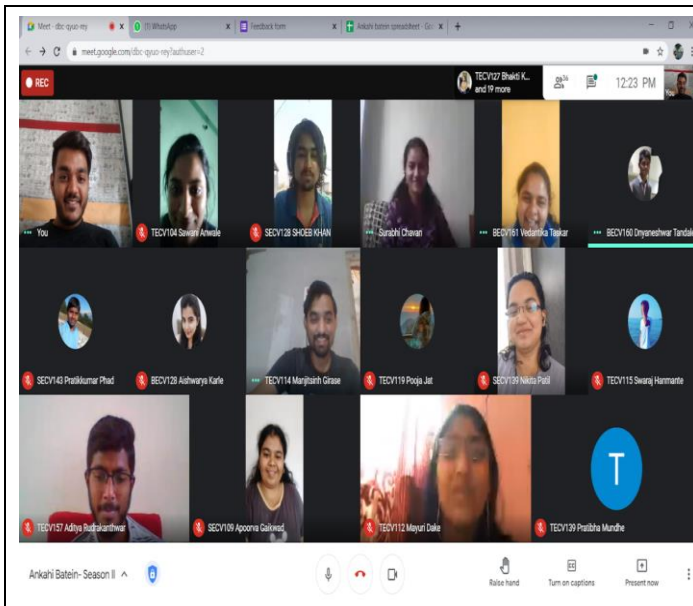 Meet - dbc-qyuo-rey
(1) WhatsApp
Feedback form
Ankahi batein spreadsheet - Goo
meet.google.com/dbc-qyuo-rey?authuser=2
REC
TECV127 Bhakti K...
and 19 more
36
12:23 PM
You
You
TECV104 Sawani Anwale
SECV128 SHOEB KHAN
Surabhi Chavan
BECV161 Vedantika Taskar
BECV160 Dnyaneshwar Tandale
SECV143 Pratikkumar Phad
BECV128 Aishwarya Karle
TECV114 Manjitsinh Girase
TECV119 Pooja Jat
SECV139 Nikita Patil
TECV115 Swaraj Hanmante
TECV157 Aditya Rudrakanthwar
SECV109 Apoorva Gaikwad
TECV112 Mayuri Dake
T
TECV139 Pratibha Mundhe
Ankahi Batein- Season II
Raise hand
Turn on captions
Present now